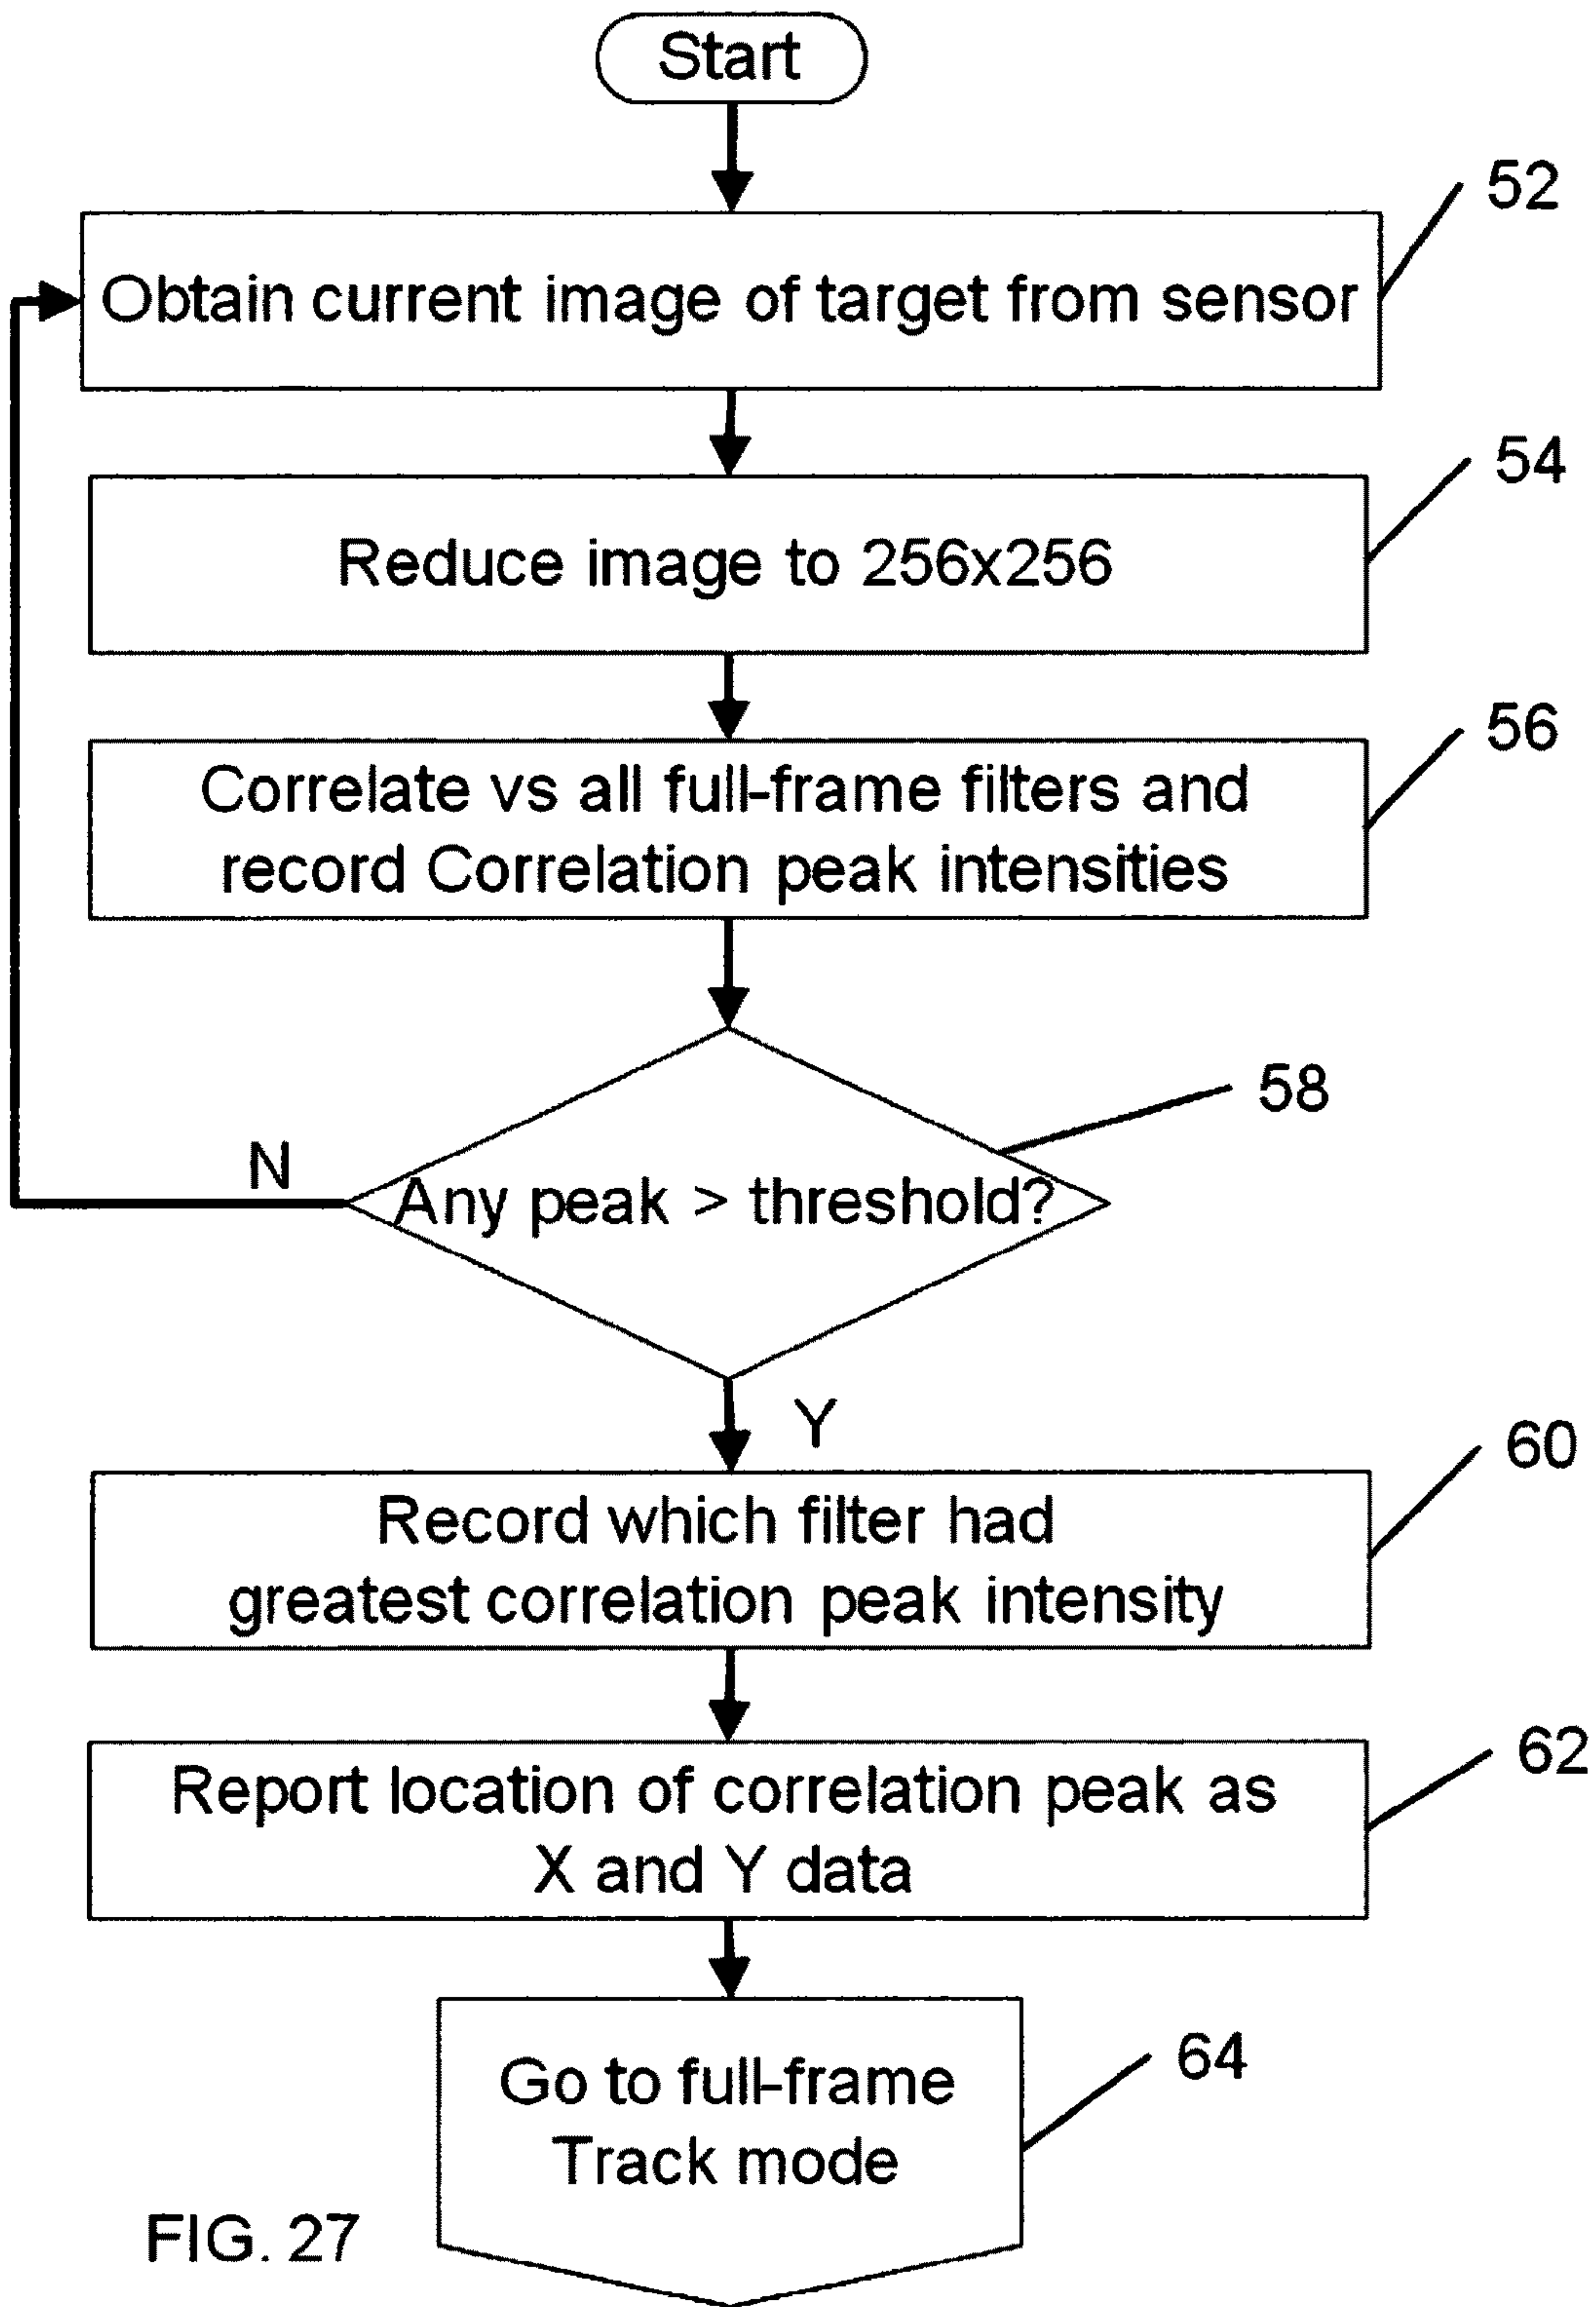 Start
52
Obtain current image of target from sensor
54
Reduce image to 256x256
56
Correlate vs all full-frame filters and
record Correlation peak intensities
58
N
Any peak > threshold?
Y
60
Record which filter had
greatest correlation peak intensity
62
Report location of correlation peak as
X and Y data
64
Go to full-frame
Track mode
FIG. 27